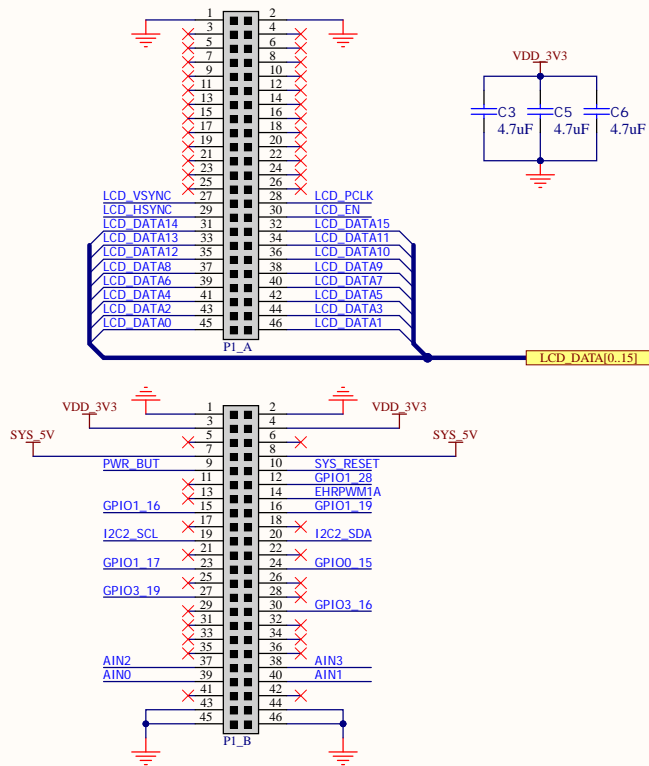 1 2
3 4
5 6
7 8
9 10
11 12
13 14
15 16
17 18
19 20
21 22
23 24
25 26
LCD_VSYNC 27 28 LCD_PCLK
LCD_HSYNC 29 30 LCD_EN
LCD_DATA14 31 32 LCD_DATA15
LCD_DATA13 33 34 LCD_DATA11
LCD_DATA12 35 36 LCD_DATA10
LCD_DATA8 37 38 LCD_DATA9
LCD_DATA6 39 40 LCD_DATA7
LCD_DATA4 41 42 LCD_DATA5
LCD_DATA2 43 44 LCD_DATA3
LCD_DATA0 45 46 LCD_DATA1
P1_A
VDD_3V3
C3 C5 C6
4.7uF 4.7uF 4.7uF
LCD_DATA[0..15]
1 2
VDD_3V3 3 4 VDD_3V3
5 6
SYS_5V 7 8 SYS_5V
PWR_BUT 9 10 SYS_RESET
11 12 GPIO1_28
13 14 EHRPWM1A
GPIO1_16 15 16 GPIO1_19
17 18
I2C2_SCL 19 20 I2C2_SDA
21 22
GPIO1_17 23 24 GPIO0_15
25 26
GPIO3_19 27 28
29 30 GPIO3_16
31 32
33 34
35 36
AIN2 37 38 AIN3
AIN0 39 40 AIN1
41 42
43 44
45 46
P1_B